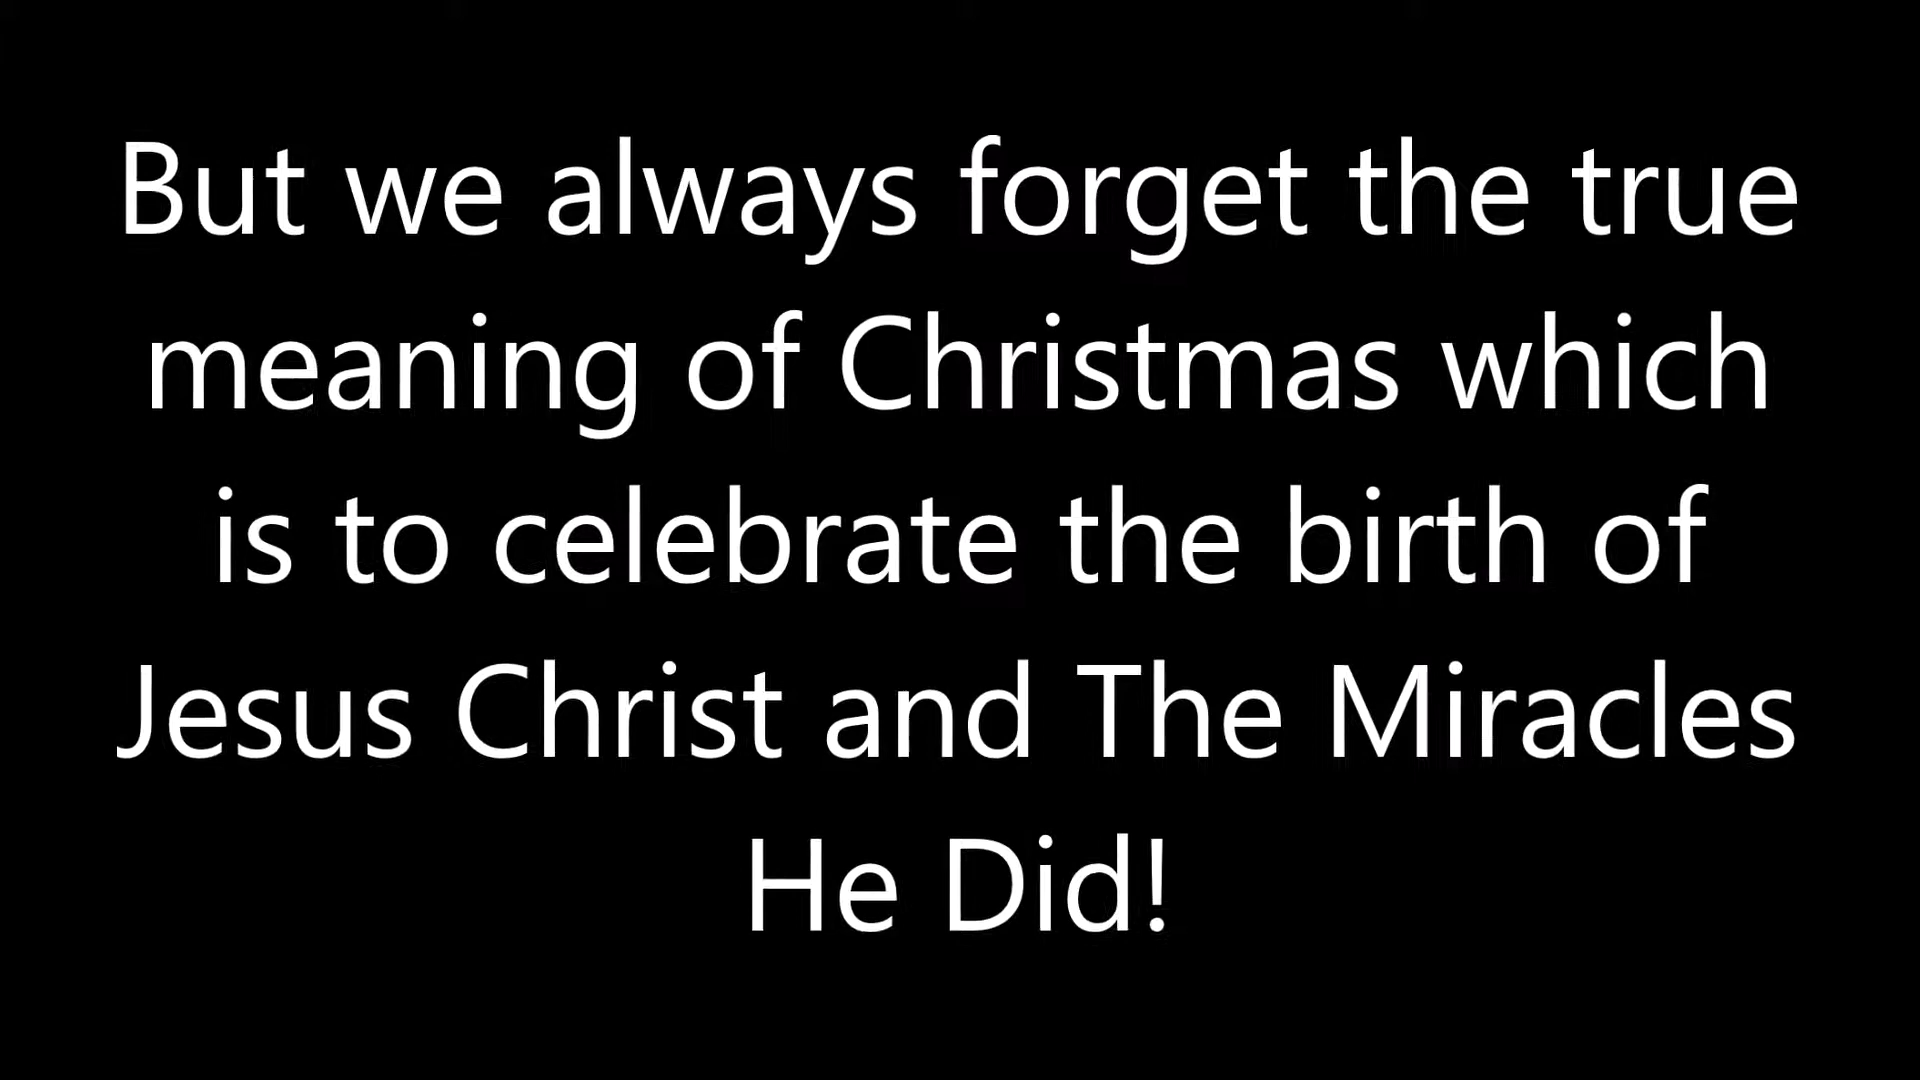 But we always forget the true
meaning of Christmas which
is to celebrate the birth of
Jesus Christ and The Miracles
He Did!